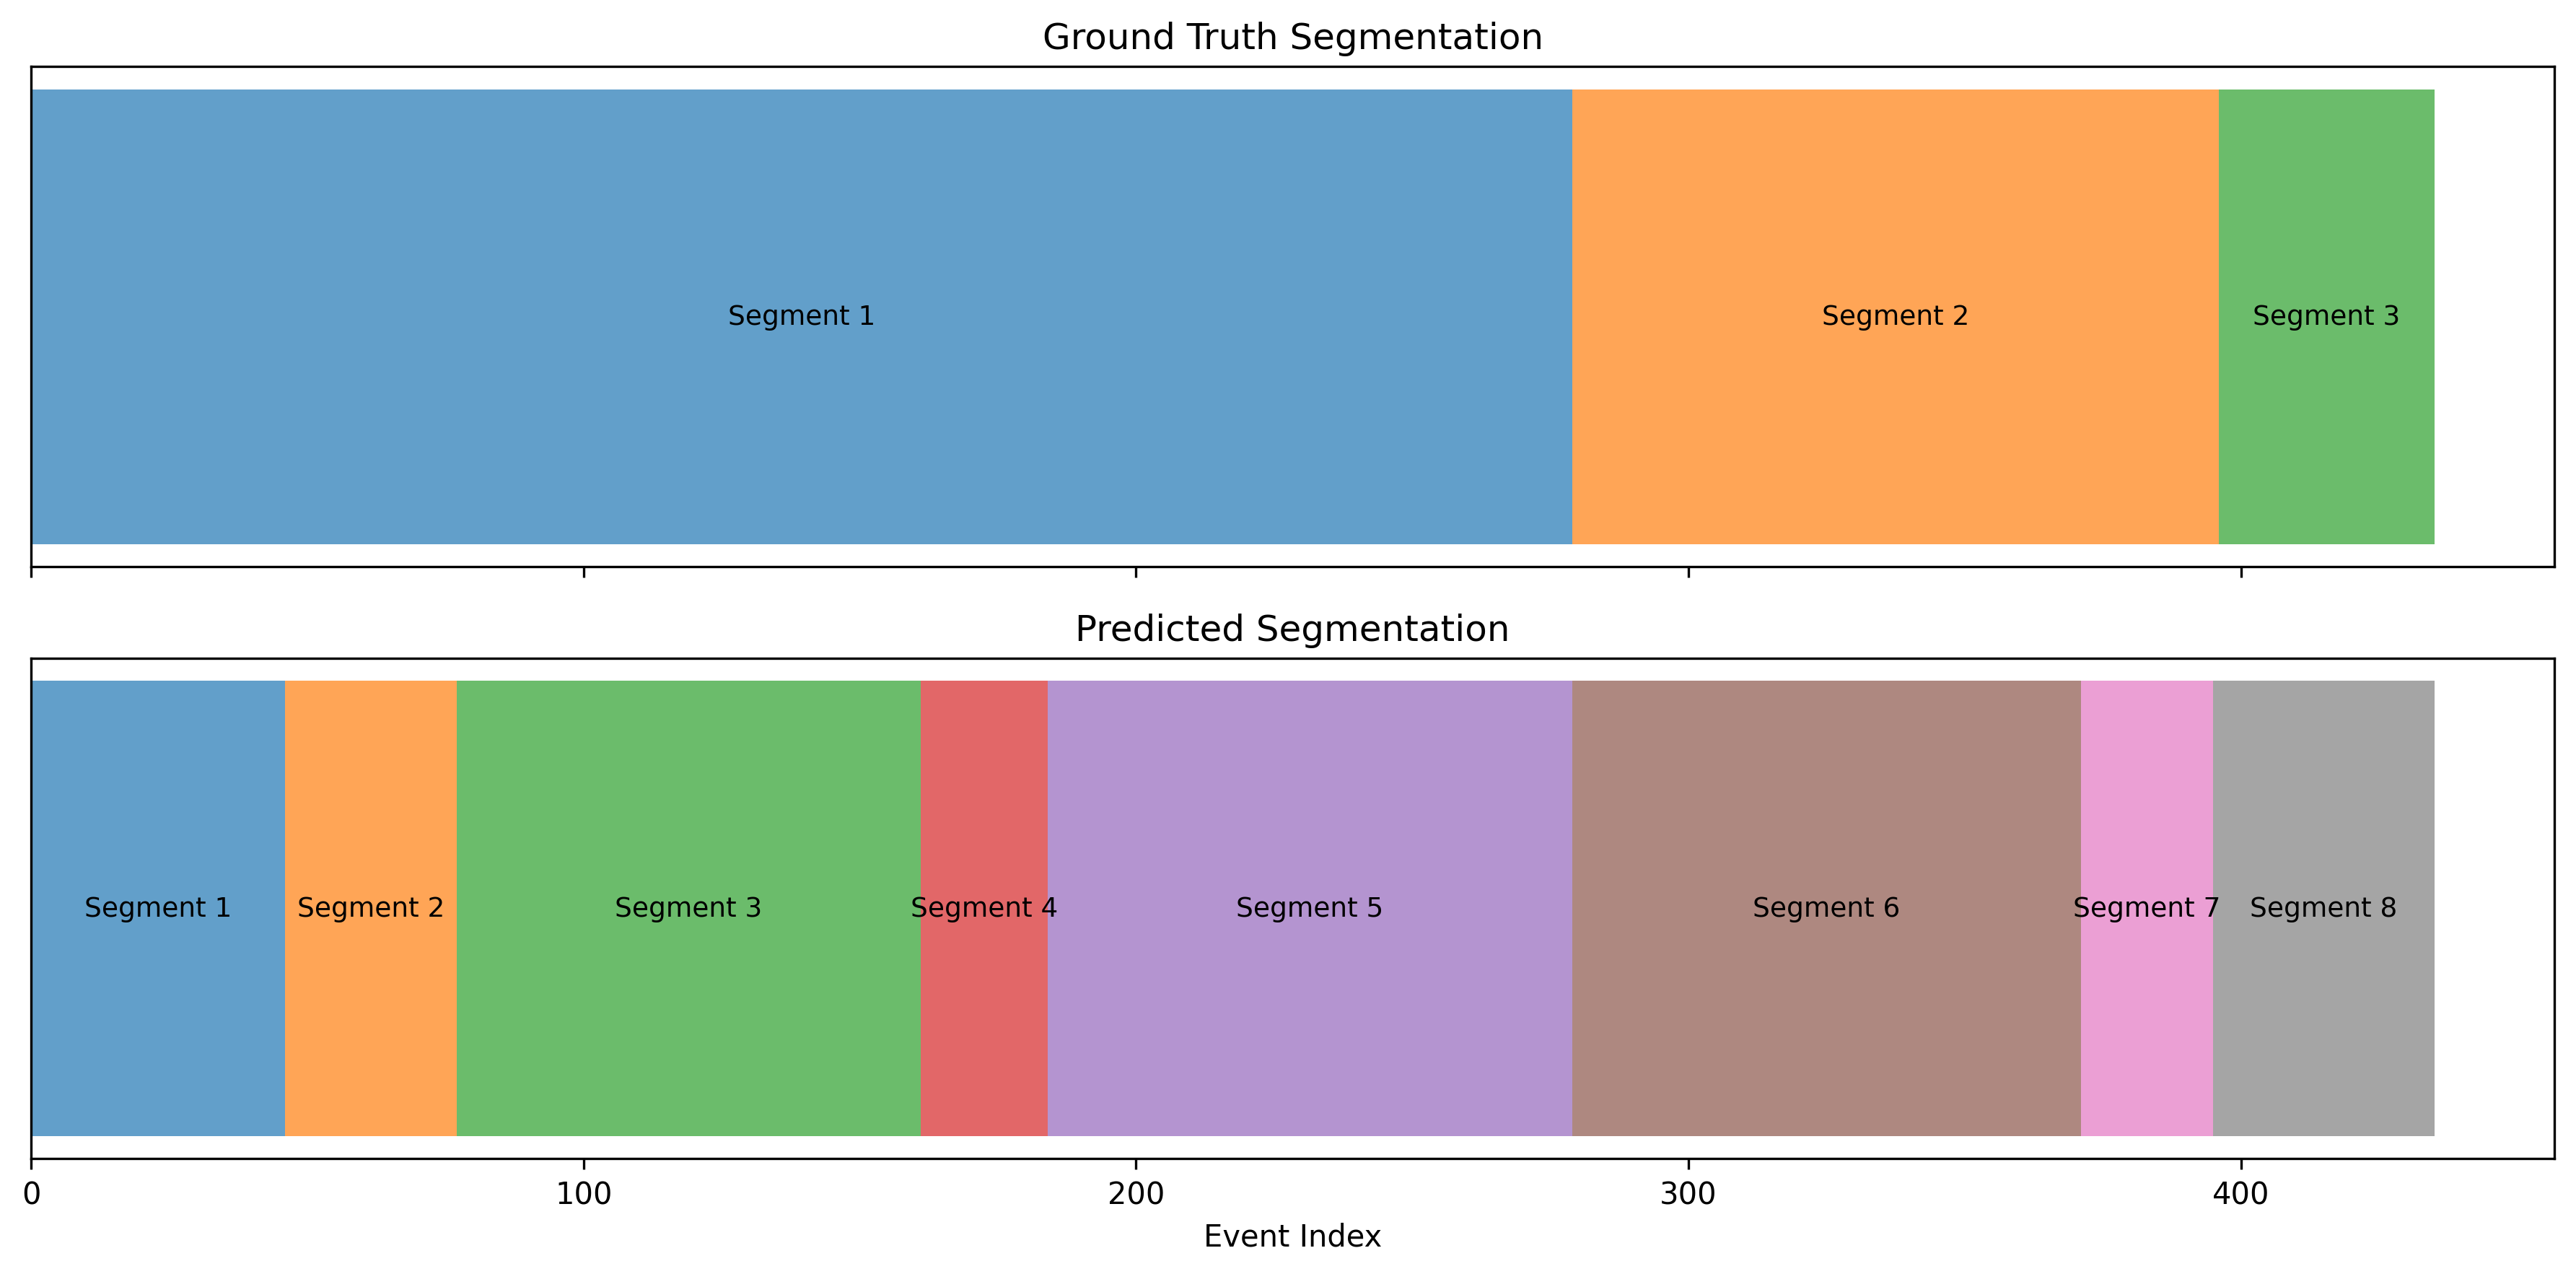 Ground Truth Segmentation
Segment 1 Segment 2 Segment 3
Predicted Segmentation
Segment 1 Segment 2 Segment 3 Segment 4 Segment 5 Segment 6 Segment 7 Segment 8
0 100 200 300 400
Event Index